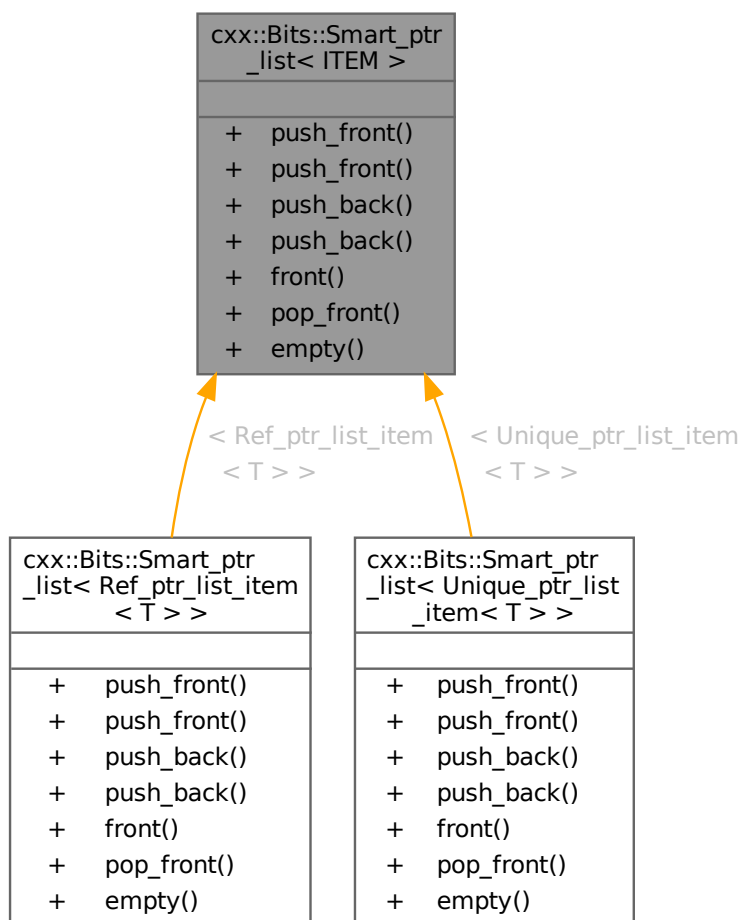 cxx::Bits::Smart_ptr
_list< ITEM >
+ push_front()
+ push_front()
+ push_back()
+ push_back()
+ front()
+ pop_front()
+ empty()
< Ref_ptr_list_item
< T > >
< Unique_ptr_list_item
< T > >
cxx::Bits::Smart_ptr
_list< Ref_ptr_list_item
< T > >
+ push_front()
+ push_front()
+ push_back()
+ push_back()
+ front()
+ pop_front()
+ empty()
cxx::Bits::Smart_ptr
_list< Unique_ptr_list
_item< T > >
+ push_front()
+ push_front()
+ push_back()
+ push_back()
+ front()
+ pop_front()
+ empty()